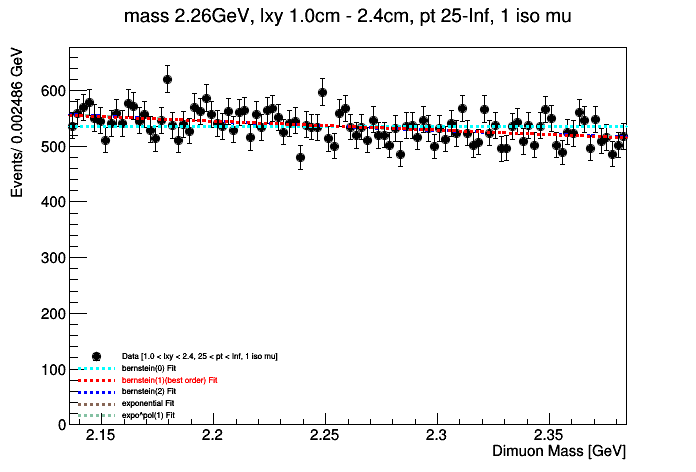 mass 2.26GeV, lxy 1.0cm - 2.4cm, pt 25-Inf, 1 iso mu
Events/ 0.002486 GeV
600
500
400
300
200
100
0
Data [1.0 < lxy < 2.4, 25 < pt < Inf, 1 iso mu]
bernstein(0) Fit
bernstein(1)(best order) Fit
bernstein(2) Fit
exponential Fit
expo*pol(1) Fit
2.15 2.2 2.25 2.3 2.35
Dimuon Mass [GeV]